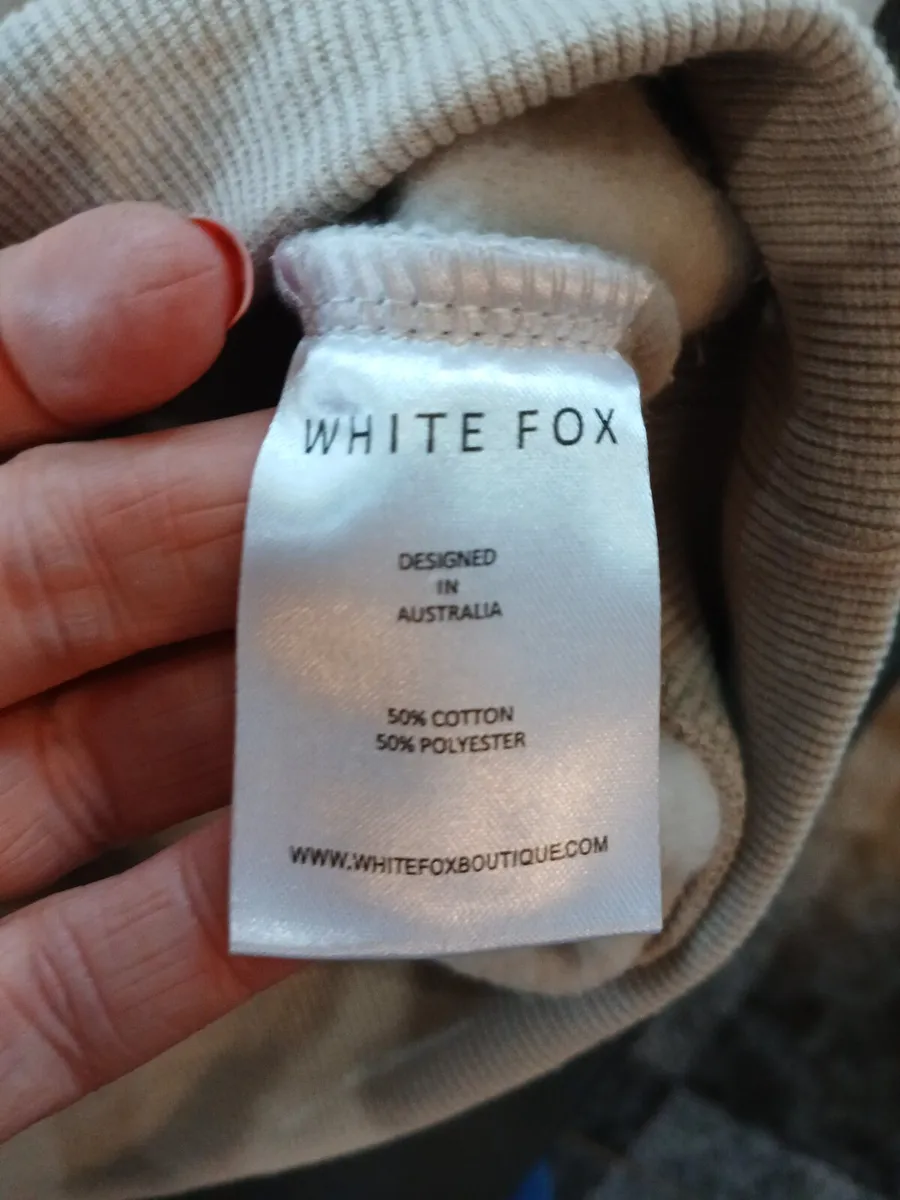 WHITE FOX
DESIGNED
IN
AUSTRALIA
50% COTTON
50% POLYESTER
WWW.WHITEFOXBOUTIQUE.COM